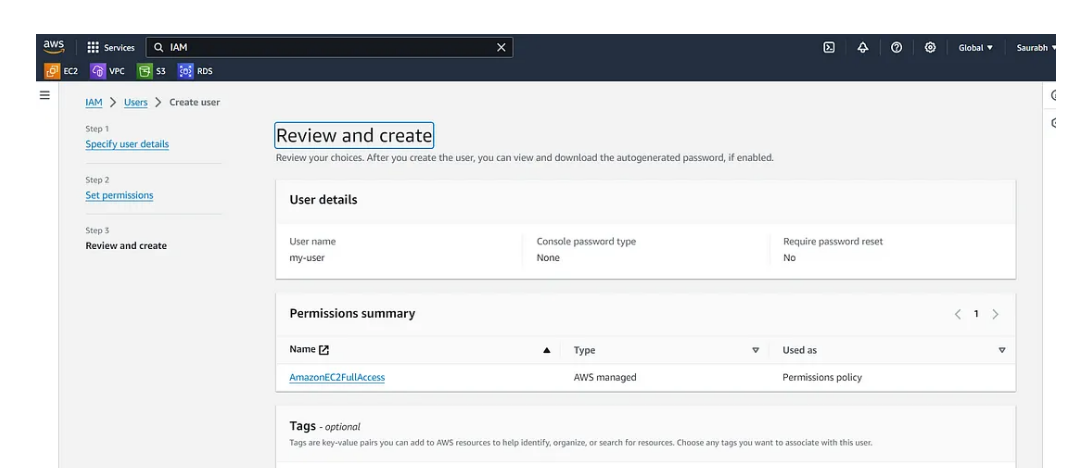 aws Services IAM Global Saurabh
EC2 VPC S3 RDS
IAM Users Create user
Step 1
Specify user details
Step 2
Set permissions
Step 3
Review and create
Review and create
Review your choices. After you create the user, you can view and download the autogenerated password, if enabled.
User details
User name Console password type Require password reset
my-user None No
Permissions summary 1
Name Type Used as
AmazonEC2FullAccess AWS managed Permissions policy
Tags - optional
Tags are key-value pairs you can add to AWS resources to help identify, organize, or search for resources. Choose any tags you want to associate with this user.